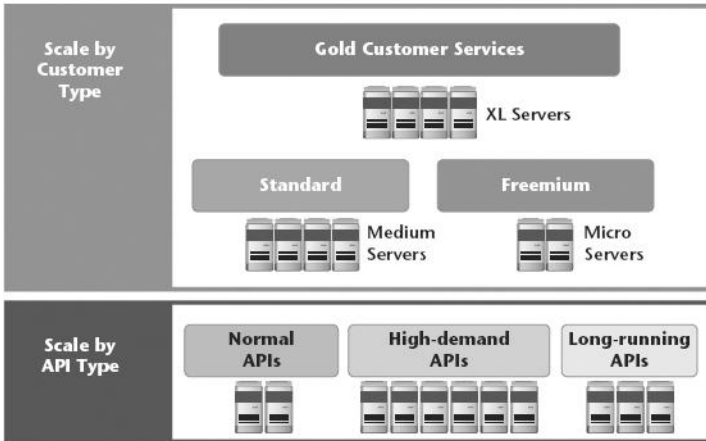 Scale by
Customer
Type
Gold Customer Services
XL Servers
Standard
Freemium
Medium
Servers
Micro
Servers
Scale by
API Type
Normal
APIs
High-demand
APIs
Long-running
APIs